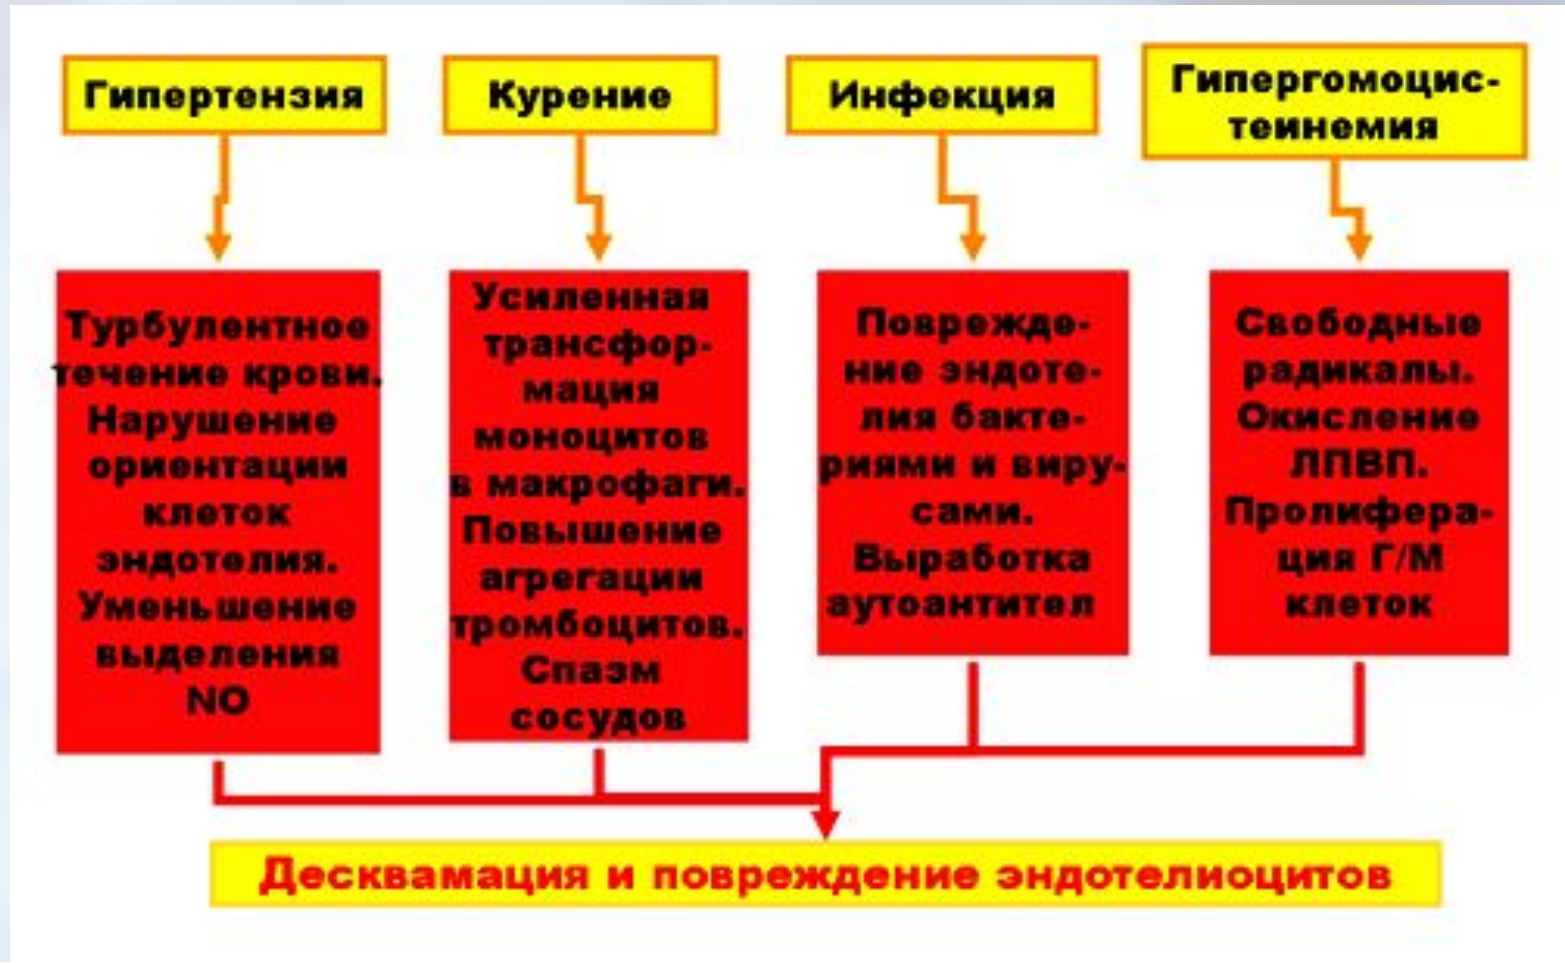 Гипертензия
Курение
Инфекция
Гипергомоцис-
теинемия
Турбулентное
течение крови.
Нарушение
ориентации
клеток
эндотелия.
Уменьшение
выделения
NO
Усиленная
трансфор-
мация
моноцитов
в макрофаги.
Повышение
агрегации
тромбоцитов.
Спазм
сосудов
Поврежде-
ние эндоте-
лия бакте-
риями и виру-
сами.
Выработка
аутоантител
Свободные
радикалы.
Окисление
ЛПВП.
Пролифера-
ция Г/М
клеток
Десквамация и повреждение эндотелиоцитов